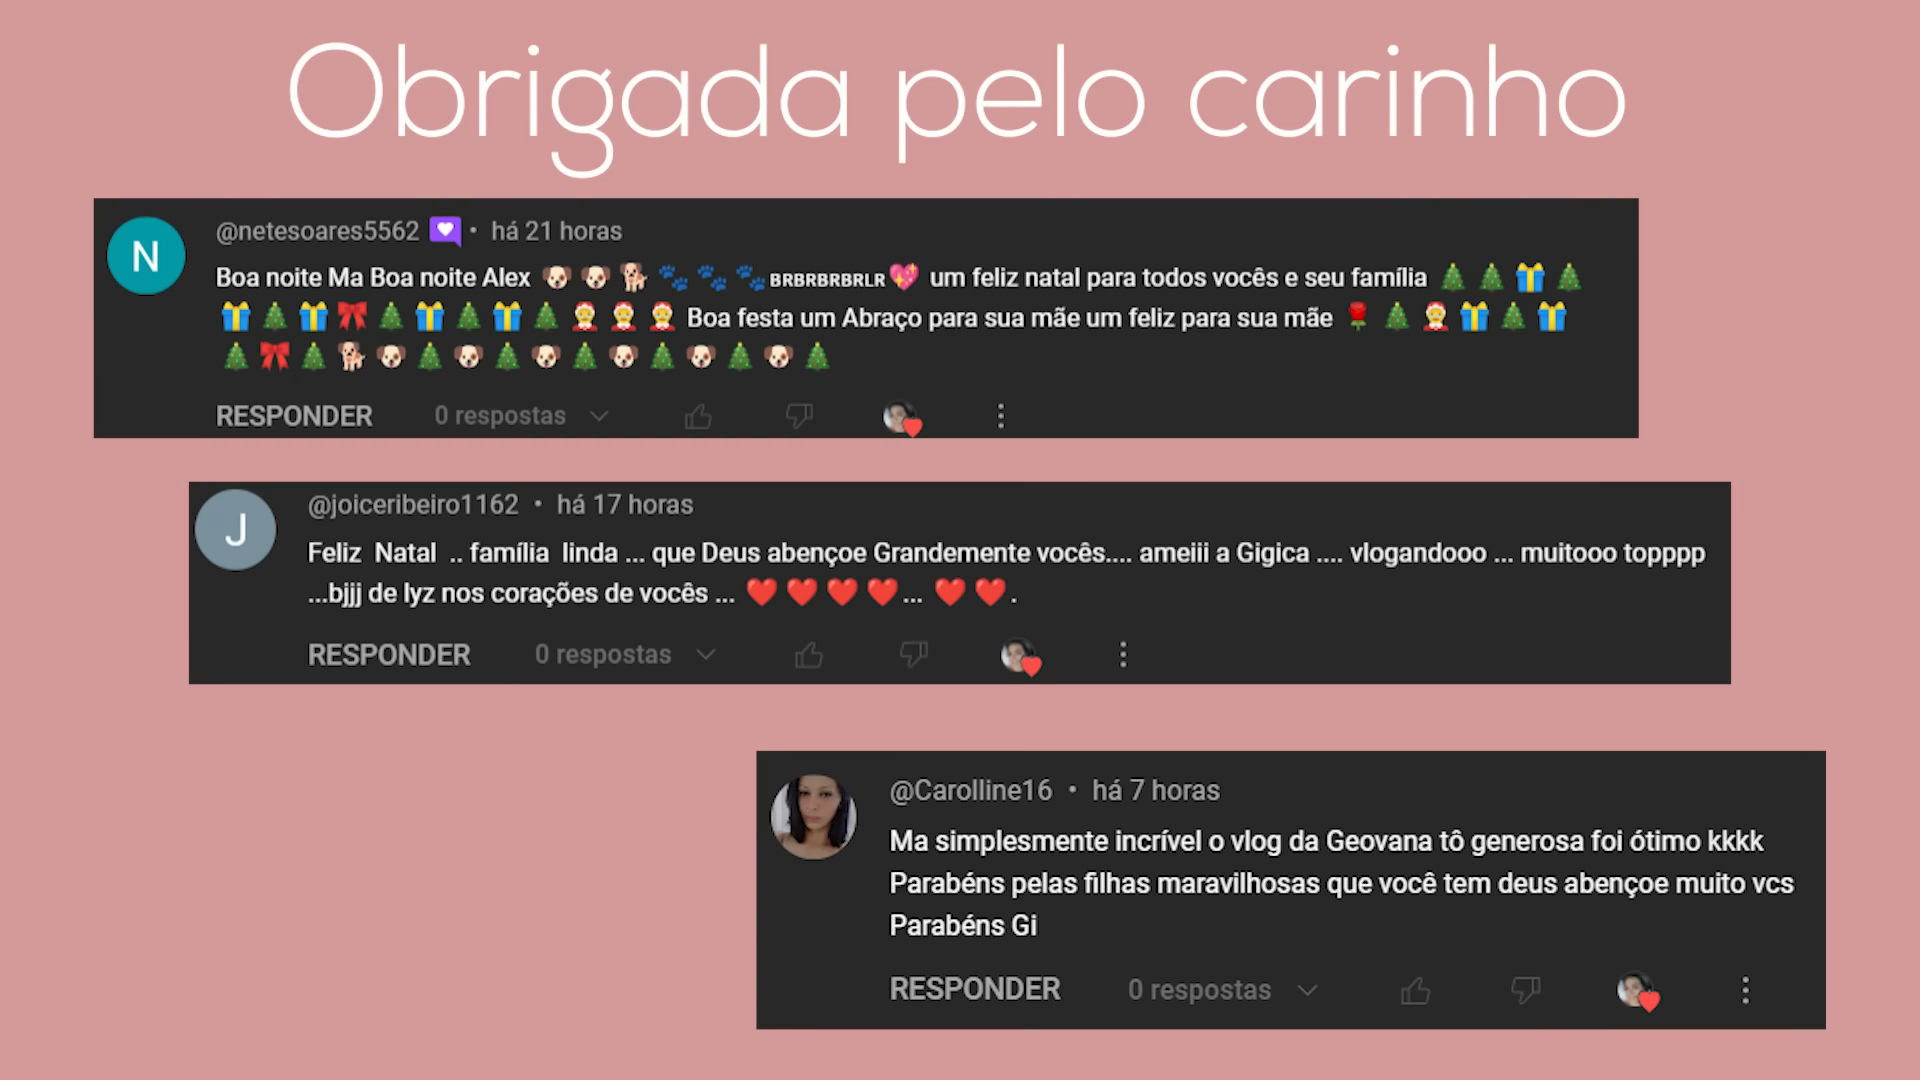 Obrigada pelo carinho
N
@netesoares5562 • há 21 horas
Boa noite Ma Boa noite Alex 🐶 🐶 🐕 🐾 🐾 🐾 ʙʀʙʀʙʀʙʀʟʀ 💖 um feliz natal para todos vocês e seu família 🎄 🎄 🎁 🎄
🎁 🎄 🎁 🎀 🎄 🎁 🎄 🎁 🎄 🤶 🤶 🤶 Boa festa um Abraço para sua mãe um feliz para sua mãe 🌹 🎄 🤶 🎁 🎄 🎁
🎄 🎀 🎄 🐕 🐶 🎄 🐶 🎄 🐶 🎄 🐶 🎄 🐶 🎄 🐶 🎄
RESPONDER 0 respostas
J
@joiceribeiro1162 • há 17 horas
Feliz Natal .. família linda ... que Deus abençoe Grandemente vocês.... ameiii a Gigica .... vlogandooo ... muitooo topppp
...bjjj de lyz nos corações de vocês ... ❤️ ❤️ ❤️ ❤️ ... ❤️ ❤️ .
RESPONDER 0 respostas
@Carolline16 • há 7 horas
Ma simplesmente incrível o vlog da Geovana tô generosa foi ótimo kkkk
Parabéns pelas filhas maravilhosas que você tem deus abençoe muito vcs
Parabéns Gi
RESPONDER 0 respostas